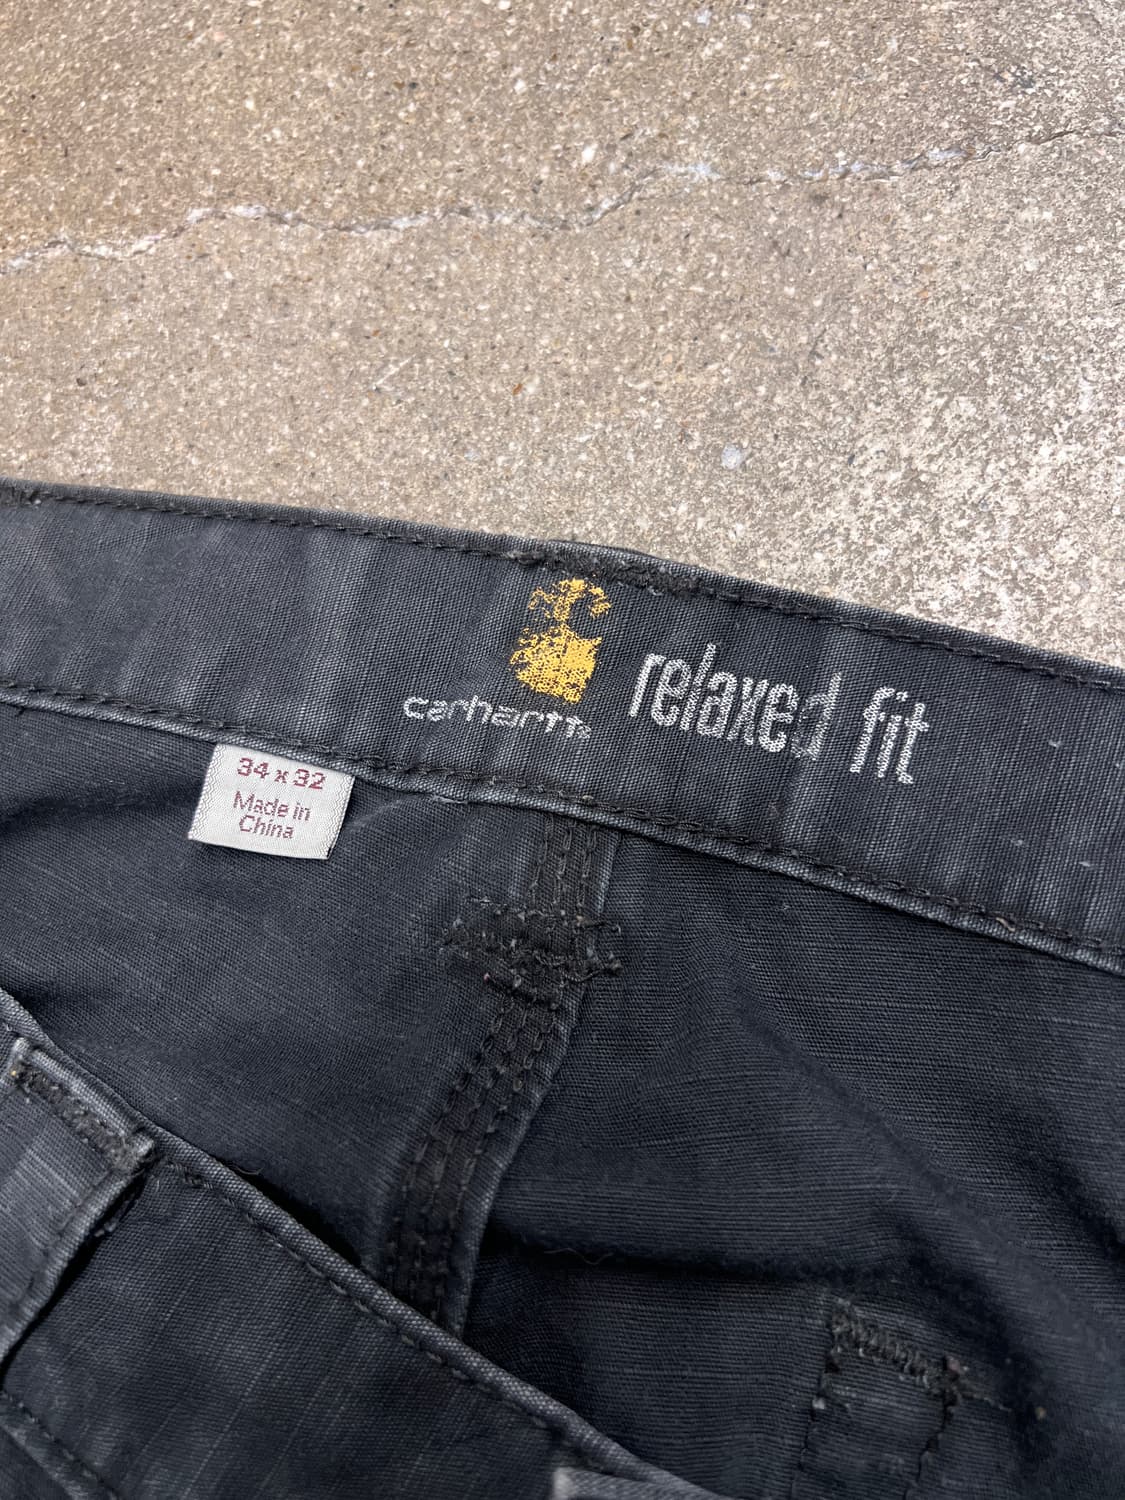 carhartt
relaxed fit
34 x 32
Made in
China